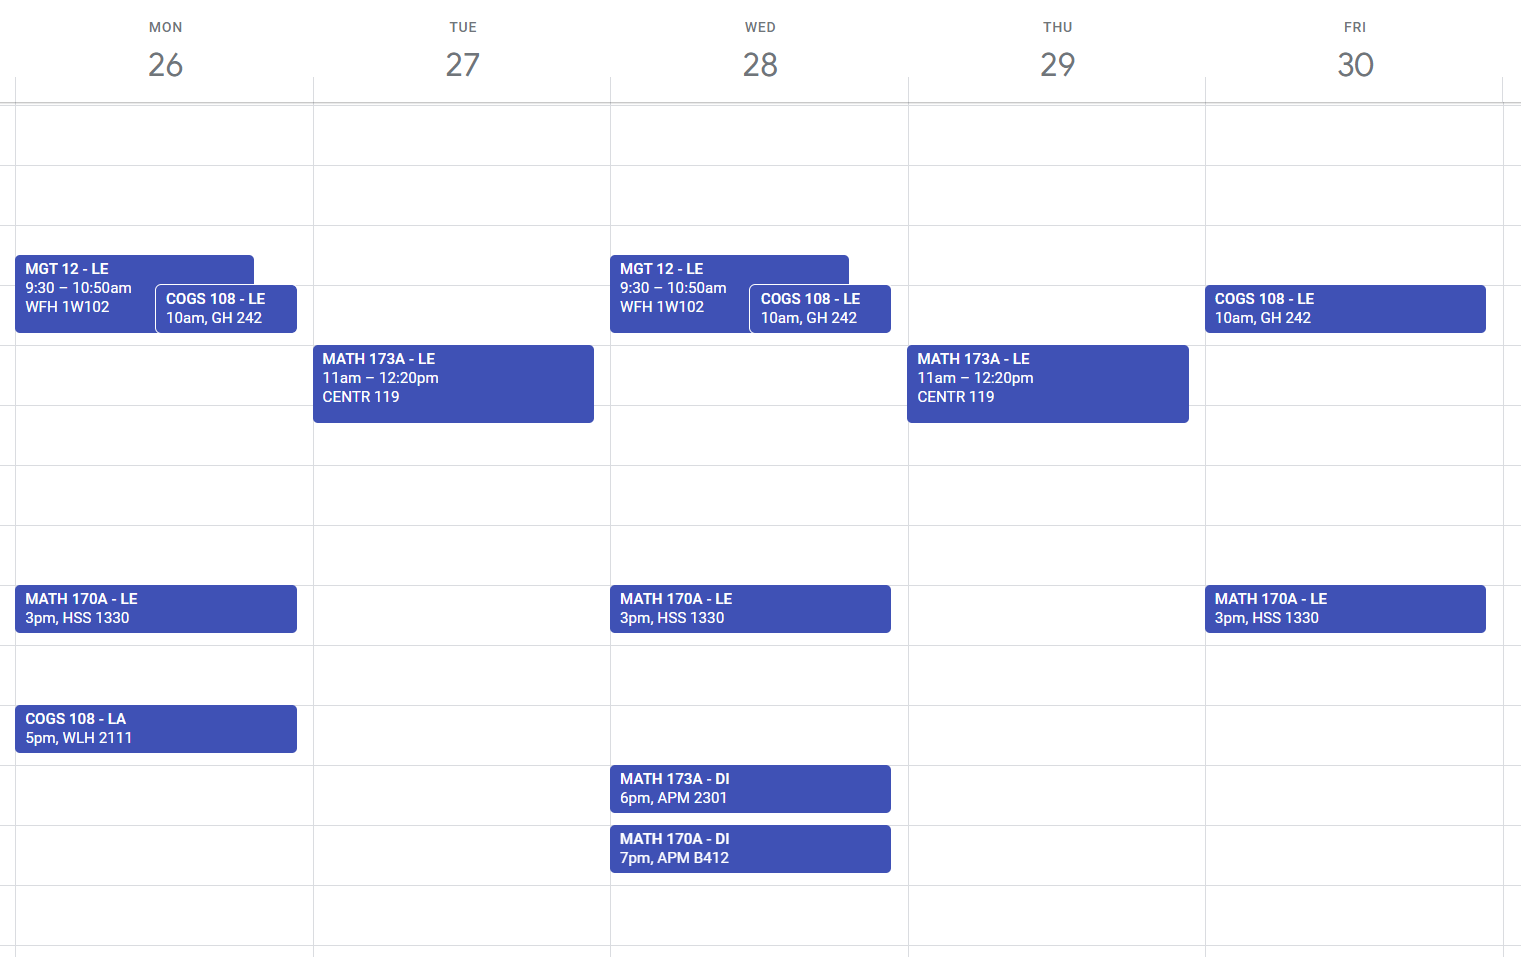 MON
26
TUE
27
WED
28
THU
29
FRI
30
MGT 12 - LE
9:30 – 10:50am
WFH 1W102
COGS 108 - LE
10am, GH 242
MATH 170A - LE
3pm, HSS 1330
COGS 108 - LA
5pm, WLH 2111
MATH 173A - LE
11am – 12:20pm
CENTR 119
MGT 12 - LE
9:30 – 10:50am
WFH 1W102
COGS 108 - LE
10am, GH 242
MATH 170A - LE
3pm, HSS 1330
MATH 173A - DI
6pm, APM 2301
MATH 170A - DI
7pm, APM B412
MATH 173A - LE
11am – 12:20pm
CENTR 119
COGS 108 - LE
10am, GH 242
MATH 170A - LE
3pm, HSS 1330